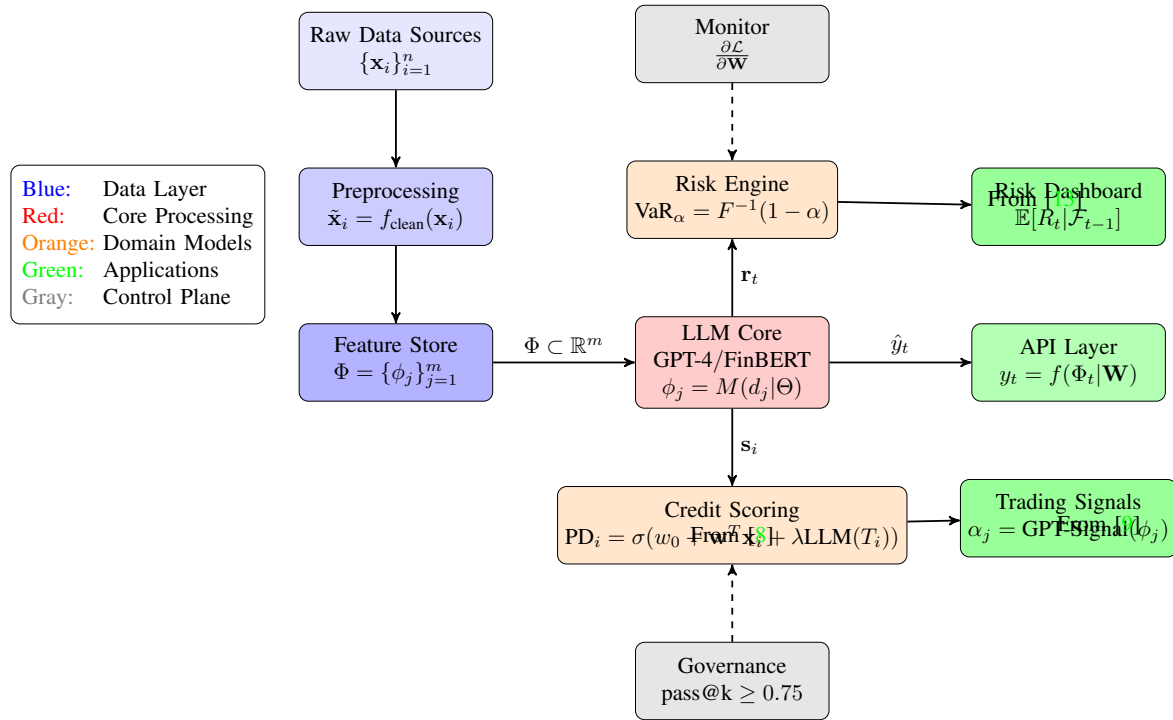 Raw Data Sources
{𝐱_i}_{i=1}^n
Monitor
∂ℒ/∂𝐖
Blue: Data Layer
Red: Core Processing
Orange: Domain Models
Green: Applications
Gray: Control Plane
Preprocessing
x̃_i = f_clean(𝐱_i)
Risk Engine
VaR_α = F^{−1}(1 − α)
Risk Dashboard
From [13]
𝔼[R_t|ℱ_{t−1}]
𝐫_t
Feature Store
Φ = {ϕ_j}_{j=1}^m
Φ ⊂ ℝ^m
LLM Core
GPT-4/FinBERT
ϕ_j = M(d_j|Θ)
ŷ_t
API Layer
y_t = f(Φ_t|𝐖)
𝐬_i
Credit Scoring
PD_i = σ(w_0 + 𝐰^T 𝐱_i + λLLM(T_i))
From [8]
Trading Signals
α_j = GPT-Signal(ϕ_j)
From [9]
Governance
pass@k ≥ 0.75